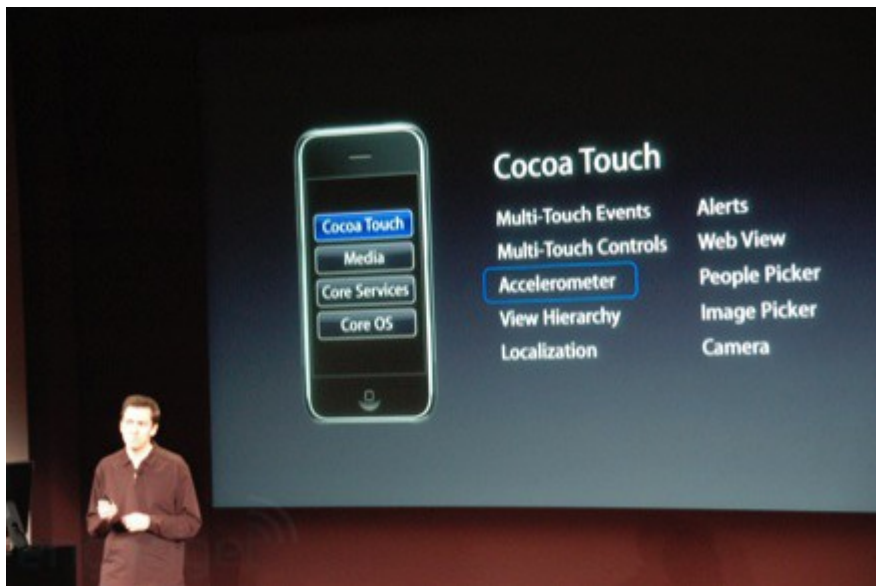 Cocoa Touch
Media
Core Services
Core OS
Cocoa Touch
Multi-Touch Events
Multi-Touch Controls
Accelerometer
View Hierarchy
Localization
Alerts
Web View
People Picker
Image Picker
Camera